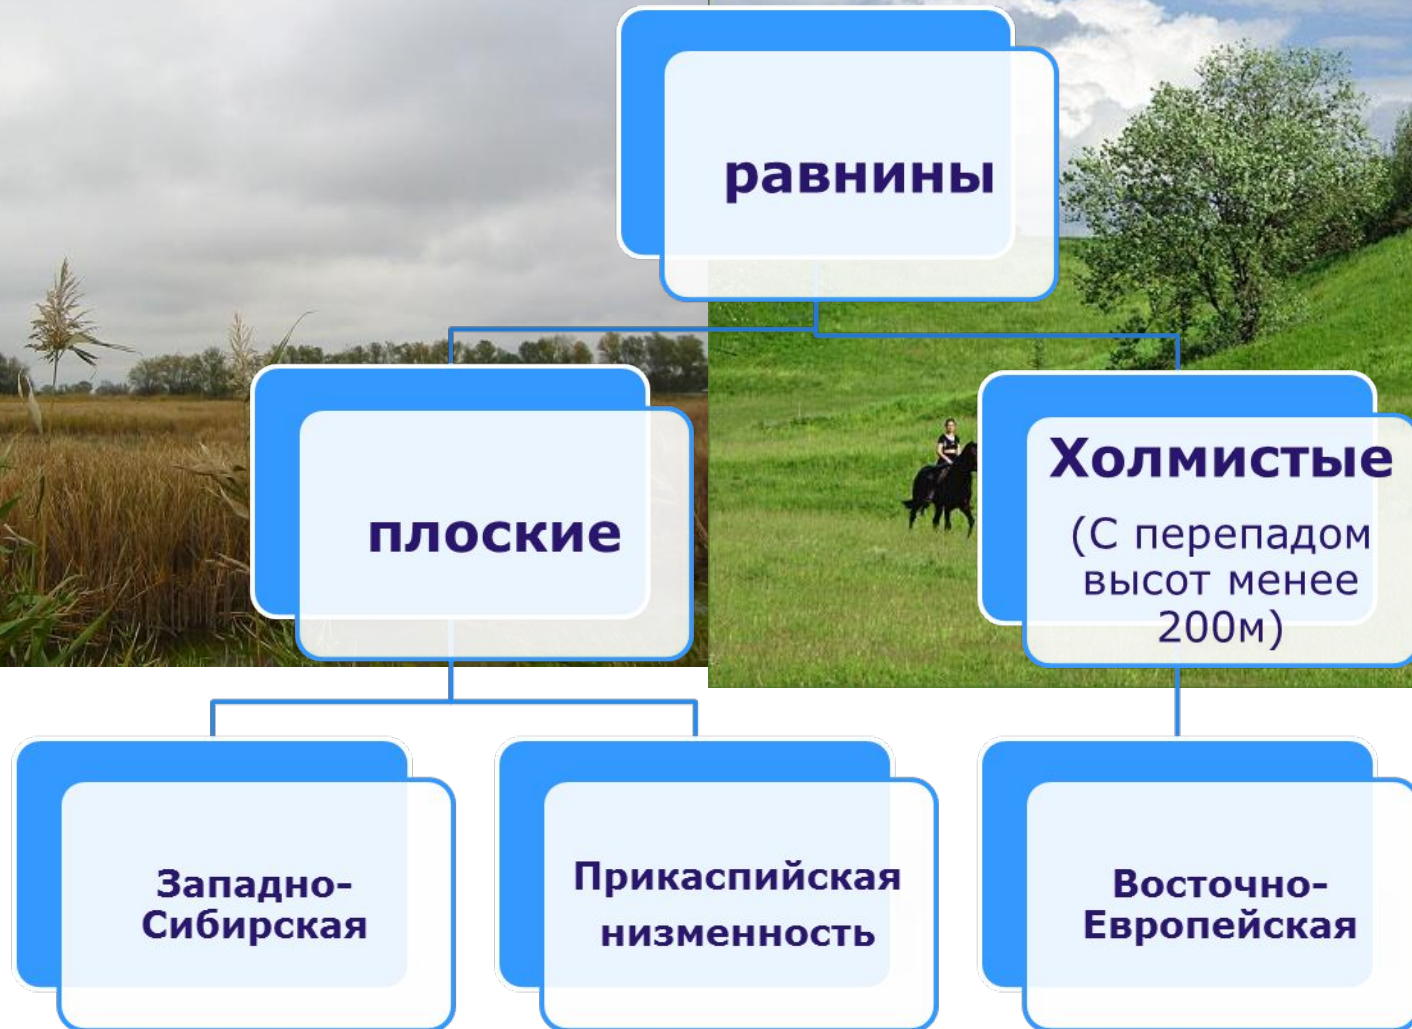 равнины
плоские
Холмистые
(С перепадом
высот менее
200м)
Западно-
Сибирская
Прикаспийская
низменность
Восточно-
Европейская